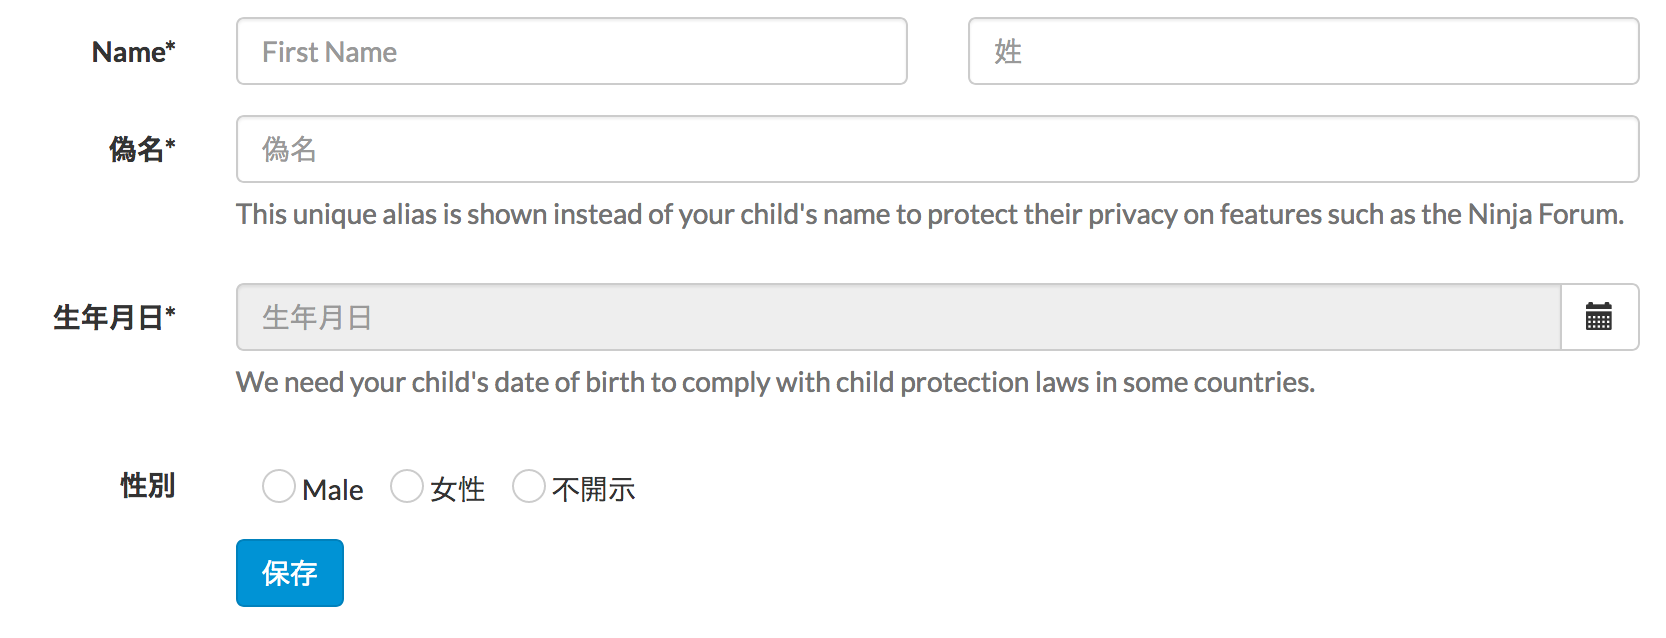 Name* First Name 姓
偽名* 偽名
This unique alias is shown instead of your child's name to protect their privacy on features such as the Ninja Forum.
生年月日* 生年月日
We need your child's date of birth to comply with child protection laws in some countries.
性別 Male 女性 不開示
保存